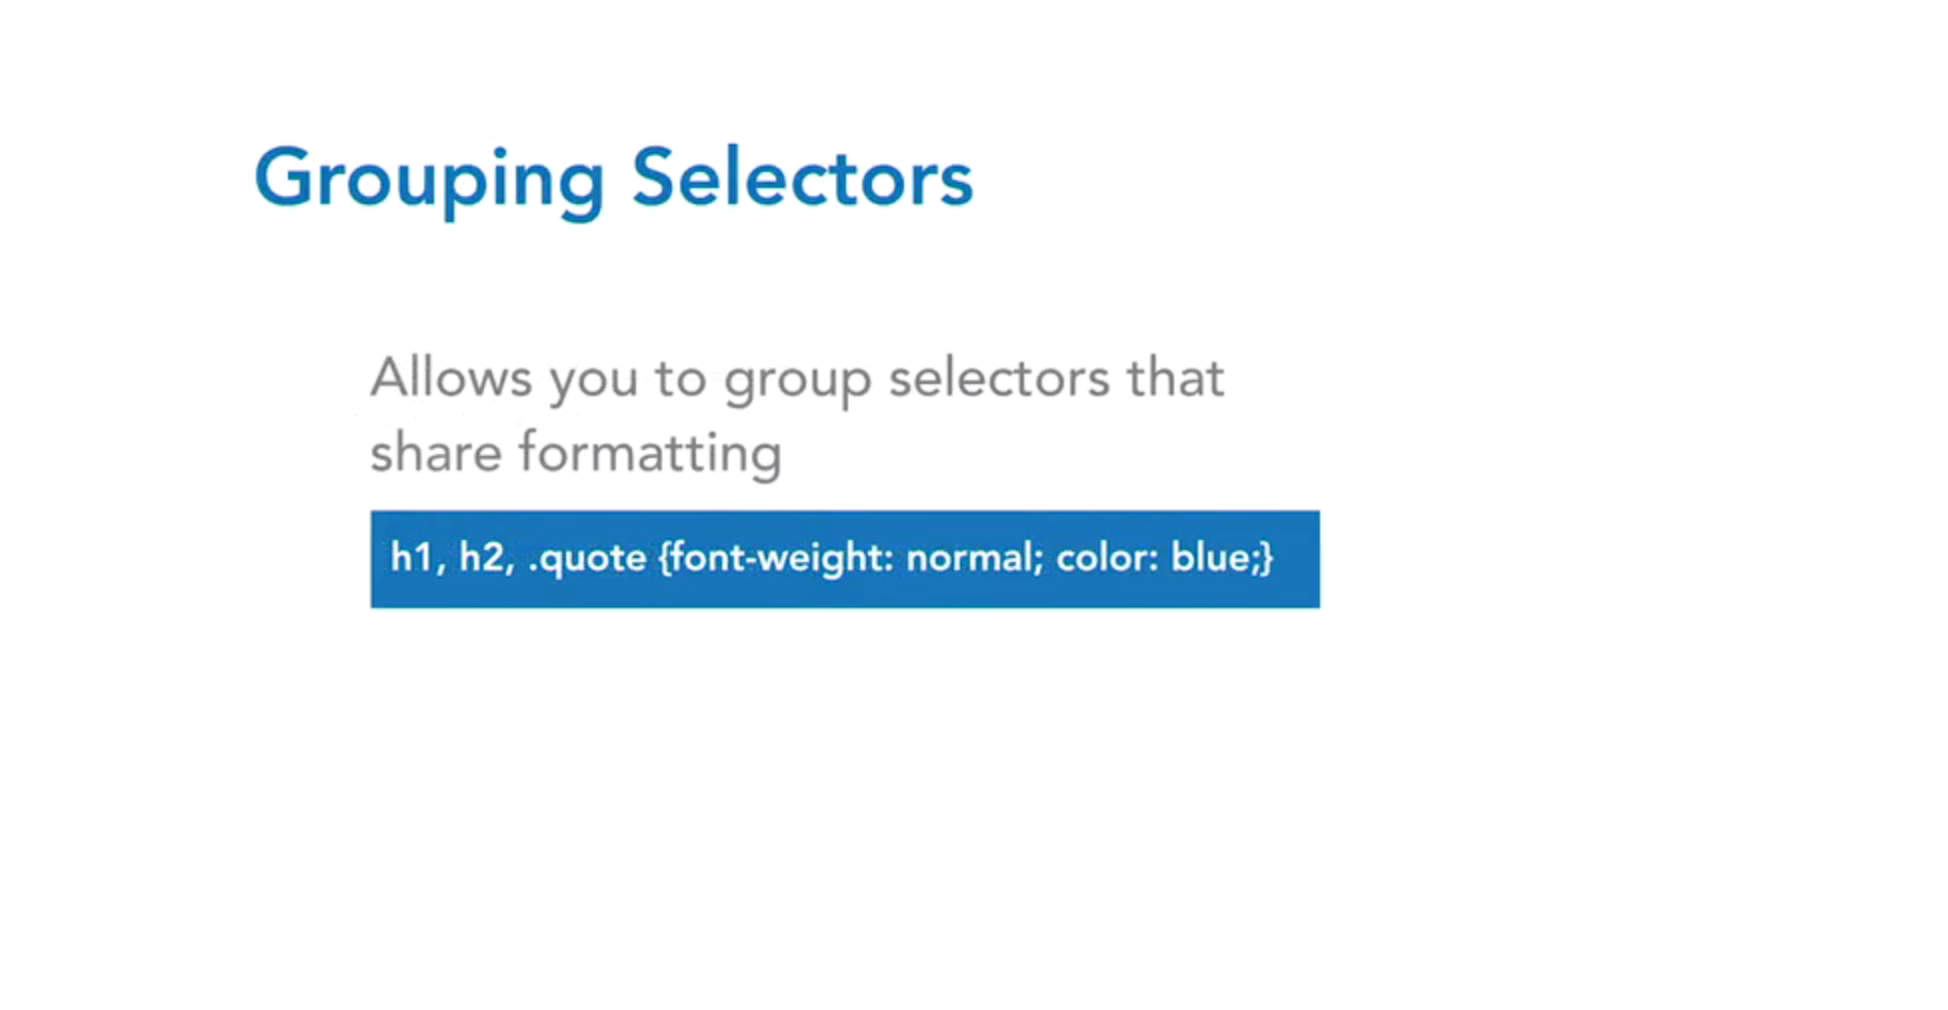 Grouping Selectors
Allows you to group selectors that
share formatting
h1, h2, .quote {font-weight: normal; color: blue;}